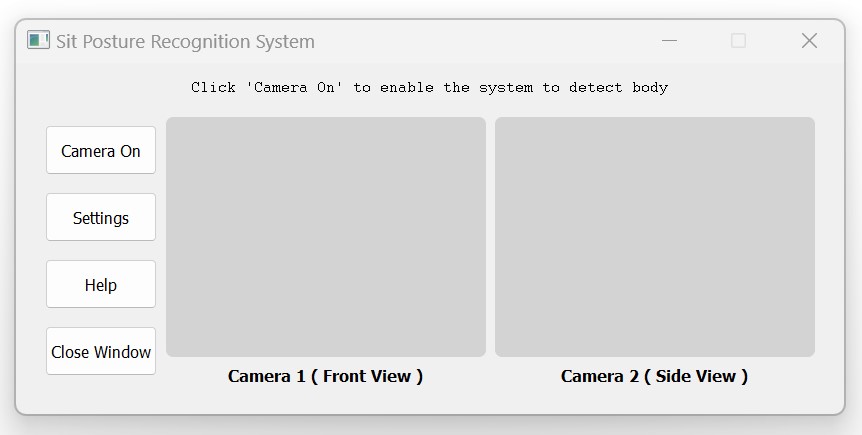 Sit Posture Recognition System
Click 'Camera On' to enable the system to detect body
Camera On
Settings
Help
Close Window
Camera 1 ( Front View )
Camera 2 ( Side View )